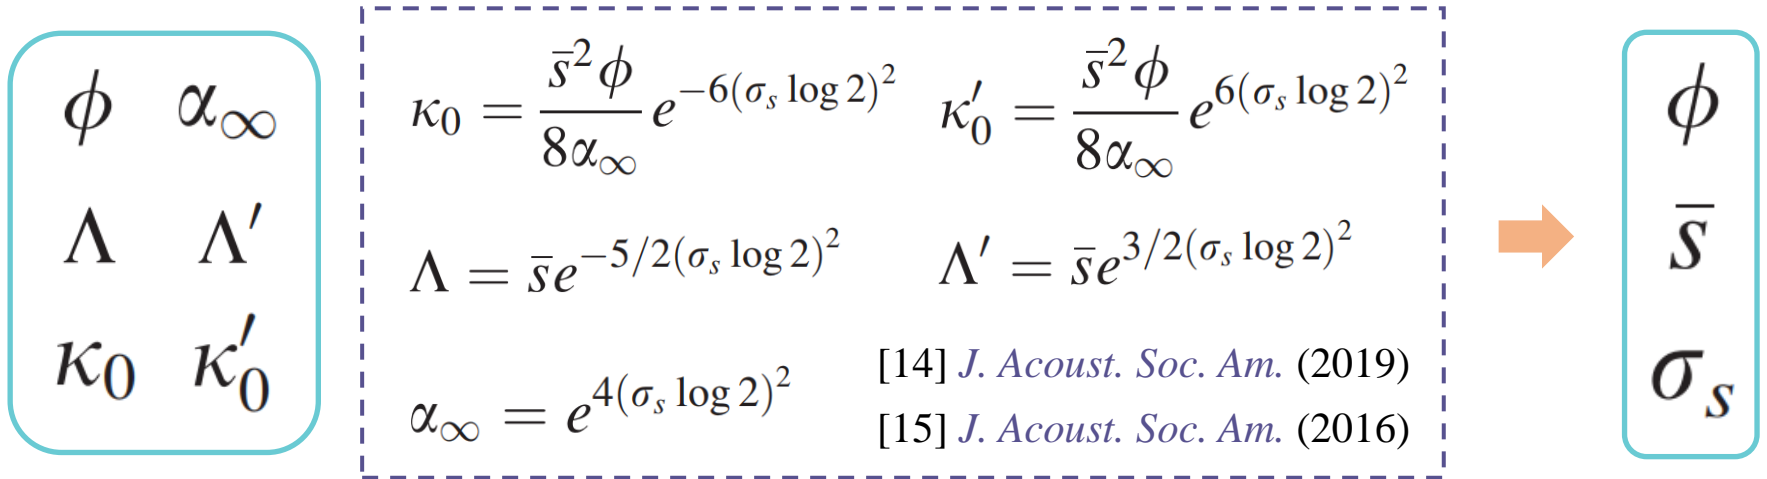 ϕ α∞
Λ Λ′
κ₀ κ₀′
κ₀ = s̄²ϕ / 8α∞ e^{−6(σₛ log 2)²} κ₀′ = s̄²ϕ / 8α∞ e^{6(σₛ log 2)²}
Λ = s̄e^{−5/2(σₛ log 2)²} Λ′ = s̄e^{3/2(σₛ log 2)²}
α∞ = e^{4(σₛ log 2)²}
[14] J. Acoust. Soc. Am. (2019)
[15] J. Acoust. Soc. Am. (2016)
ϕ
s̄
σₛ